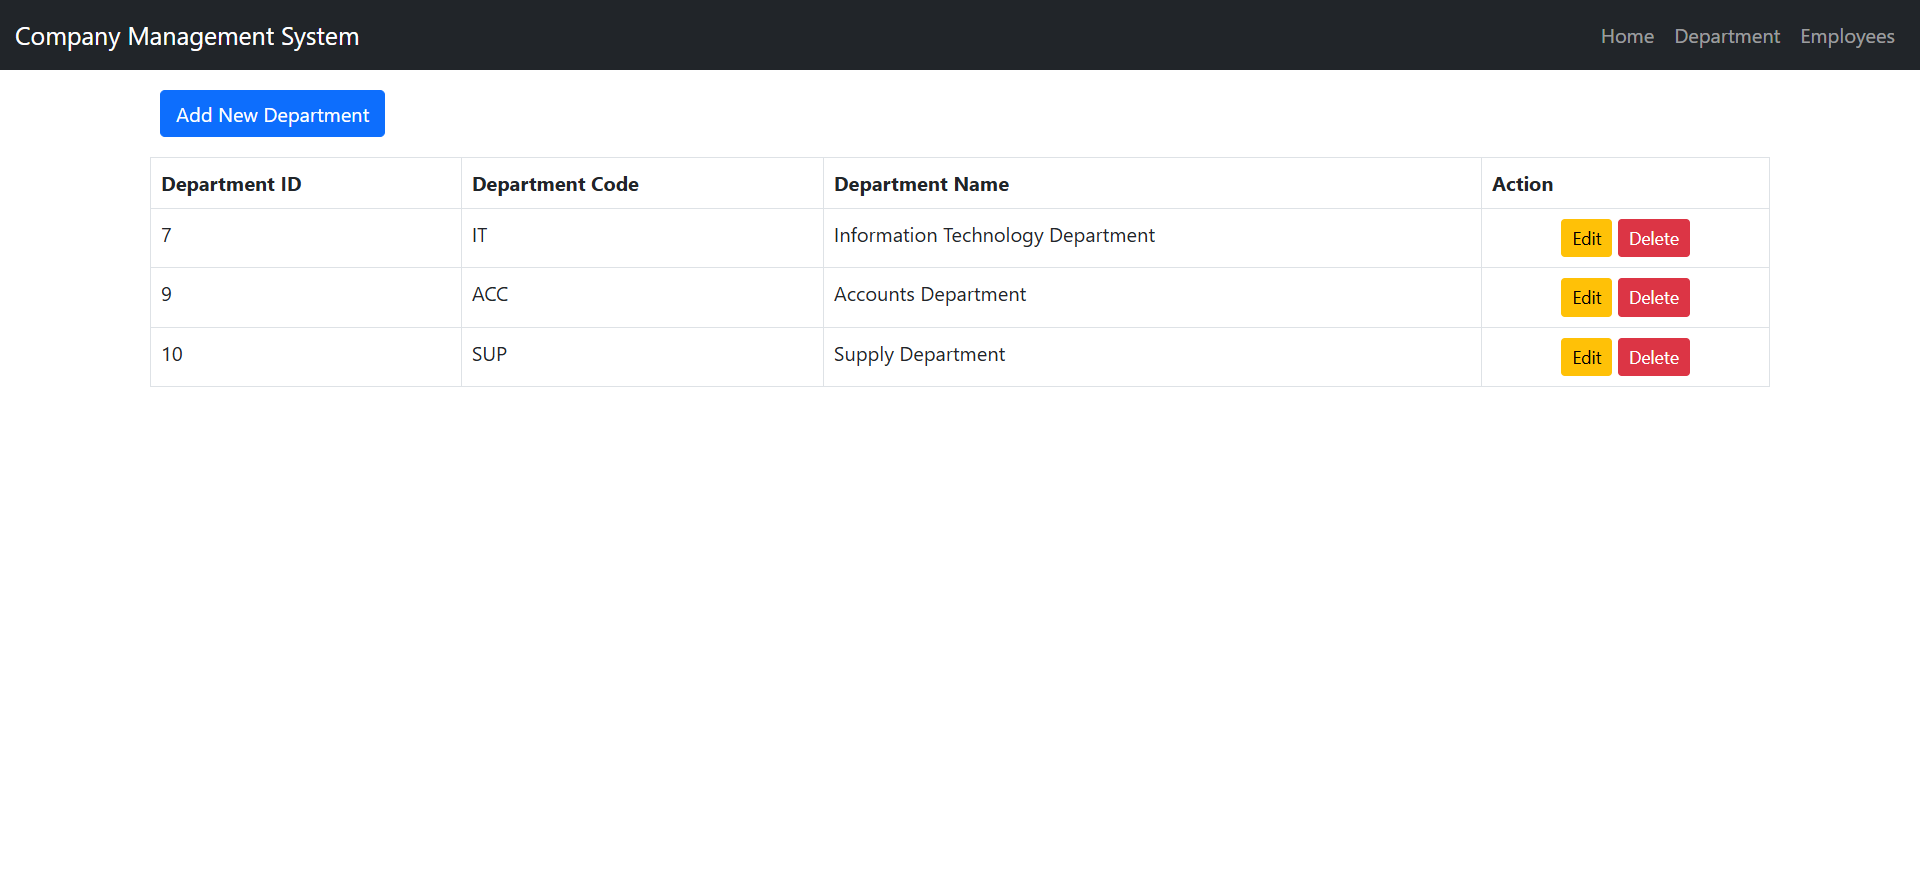 Company Management System Home Department Employees
Add New Department
Department ID Department Code Department Name Action
7 IT Information Technology Department Edit Delete
9 ACC Accounts Department Edit Delete
10 SUP Supply Department Edit Delete